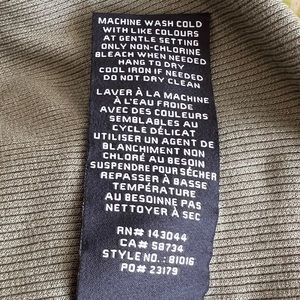 MACHINE WASH COLD
WITH LIKE COLOURS
AT GENTLE SETTING
ONLY NON-CHLORINE
BLEACH WHEN NEEDED
HANG TO DRY
COOL IRON IF NEEDED
DO NOT DRY CLEAN
LAVER À LA MACHINE
À L'EAU FROIDE
AVEC DES COULEURS
SEMBLABLES AU
CYCLE DÉLICAT
UTILISER UN AGENT DE
BLANCHIMENT NON
CHLORÉ AU BESOIN
SUSPENDRE POUR SÉCHER
REPASSER À BASSE
TEMPÉRATURE
AU BESOINNE PAS
NETTOYER À SEC
RN# 143044
CA# 58734
STYLE NO.: 81016
PO# 23179